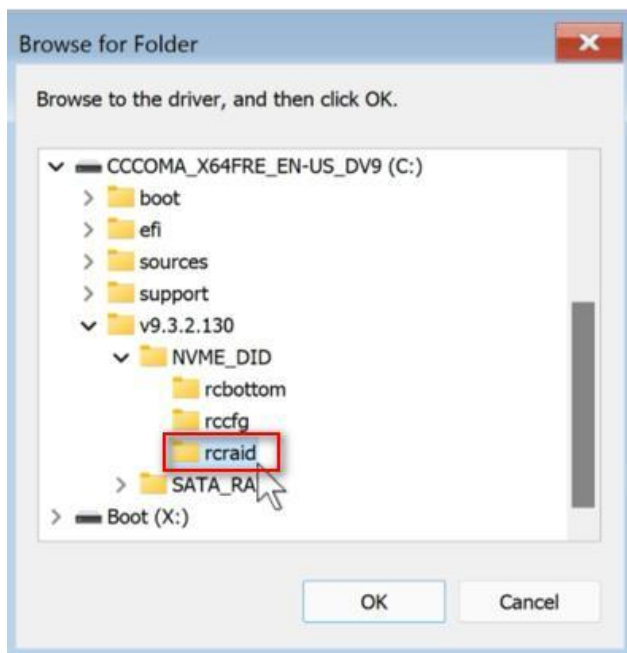 Browse for Folder
Browse to the driver, and then click OK.
CCCOMA_X64FRE_EN-US_DV9 (C:)
boot
efi
sources
support
v9.3.2.130
NVME_DID
rcbottom
rccfg
rcraid
SATA_RA
Boot (X:)
OK
Cancel